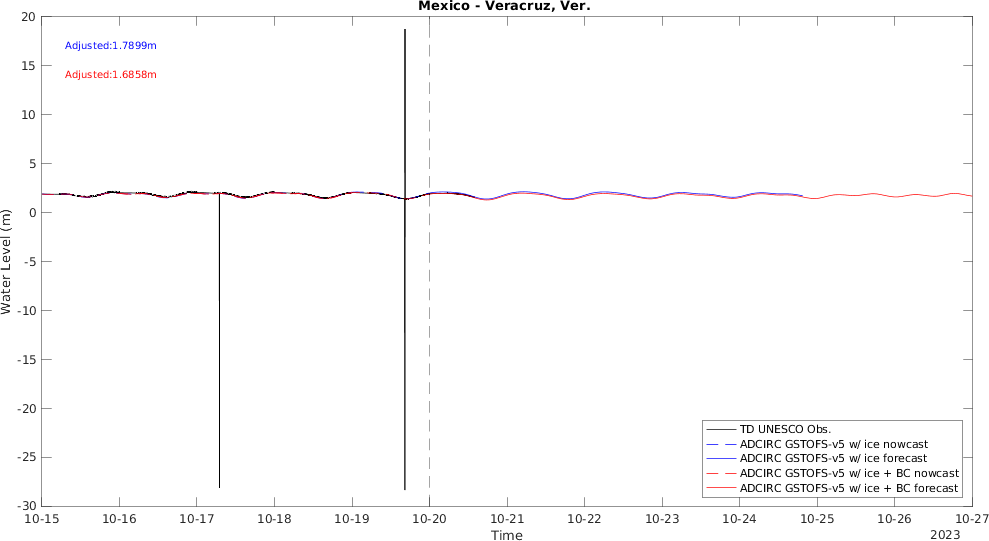 Mexico - Veracruz, Ver.
20
15
10
5
0
-5
-10
-15
-20
-25
-30
Water Level (m)
Adjusted:1.7899m
Adjusted:1.6858m
TD UNESCO Obs.
ADCIRC GSTOFS-v5 w/ ice nowcast
ADCIRC GSTOFS-v5 w/ ice forecast
ADCIRC GSTOFS-v5 w/ ice + BC nowcast
ADCIRC GSTOFS-v5 w/ ice + BC forecast
10-15 10-16 10-17 10-18 10-19 10-20 10-21 10-22 10-23 10-24 10-25 10-26 10-27
Time
2023